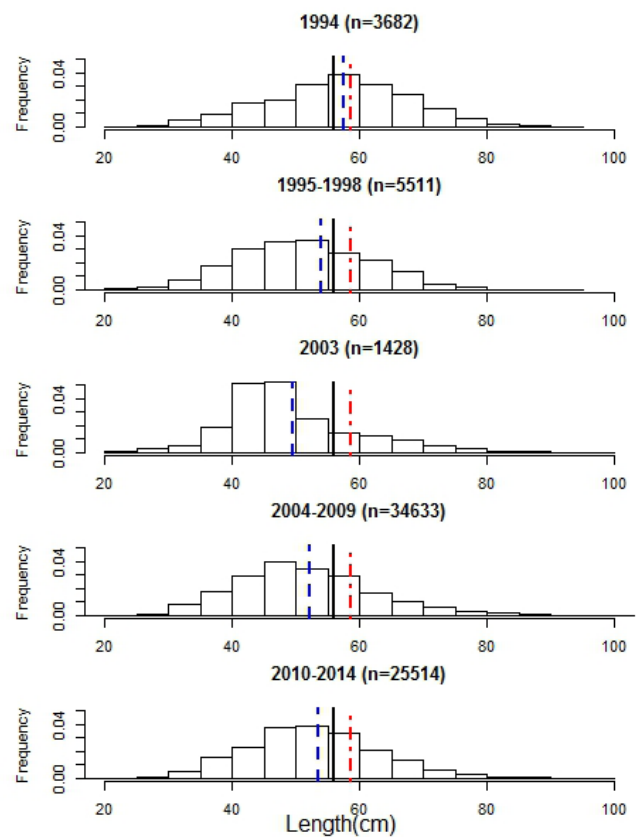 1994 (n=3682)
Frequency
0.00 0.04
20 40 60 80 100
1995-1998 (n=5511)
Frequency
0.00 0.04
20 40 60 80 100
2003 (n=1428)
Frequency
0.00 0.04
20 40 60 80 100
2004-2009 (n=34633)
Frequency
0.00 0.04
20 40 60 80 100
2010-2014 (n=25514)
Frequency
0.00 0.04
20 40 60 80 100
Length(cm)